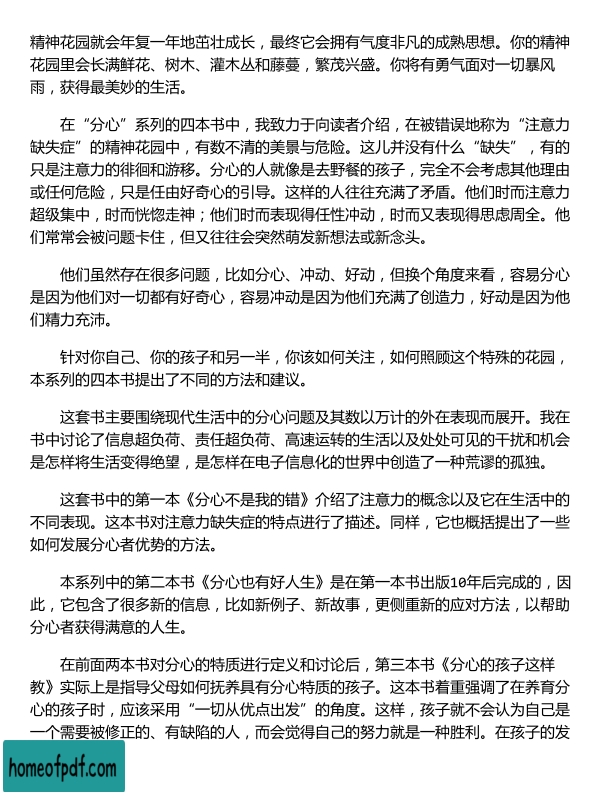 精神花园就会年复一年地茁壮成长，最终它会拥有气度非凡的成熟思想。你的精神
花园里会长满鲜花、树木、灌木丛和藤蔓，繁茂兴盛。你将有勇气面对一切暴风
雨，获得最美妙的生活。
在“分心”系列的四本书中，我致力于向读者介绍，在被错误地称为“注意力
缺失症”的精神花园中，有数不清的美景与危险。这儿并没有什么“缺失”，有的
只是注意力的徘徊和游移。分心的人就像是去野餐的孩子，完全不会考虑其他理由
或任何危险，只是任由好奇心的引导。这样的人往往充满了矛盾。他们时而注意力
超级集中，时而恍惚走神；他们时而表现得任性冲动，时而又表现得思虑周全。他
们常常会被问题卡住，但又往往会突然萌发新想法或新念头。
他们虽然存在很多问题，比如分心、冲动、好动，但换个角度来看，容易分心
是因为他们对一切都有好奇心，容易冲动是因为他们充满了创造力，好动是因为他
们精力充沛。
针对你自己、你的孩子和另一半，你该如何关注，如何照顾这个特殊的花园，
本系列的四本书提出了不同的方法和建议。
这套书主要围绕现代生活中的分心问题及其数以万计的外在表现而展开。我在
书中讨论了信息超负荷、责任超负荷、高速运转的生活以及处处可见的干扰和机会
是怎样将生活变得绝望，是怎样在电子信息化的世界中创造了一种荒谬的孤独。
这套书中的第一本《分心不是我的错》介绍了注意力的概念以及它在生活中的
不同表现。这本书对注意力缺失症的特点进行了描述。同样，它也概括提出了一些
如何发展分心者优势的方法。
本系列中的第二本书《分心也有好人生》是在第一本书出版10年后完成的，因
此，它包含了很多新的信息，比如新例子、新故事，更侧重新的应对方法，以帮助
分心者获得满意的人生。
在前面两本书对分心的特质进行定义和讨论后，第三本书《分心的孩子这样
教》实际上是指导父母如何抚养具有分心特质的孩子。这本书着重强调了在养育分
心的孩子时，应该采用“一切从优点出发”的角度。这样，孩子就不会认为自己是
一个需要被修正的、有缺陷的人，而会觉得自己的努力就是一种胜利。在孩子的发
homeofpdf.com